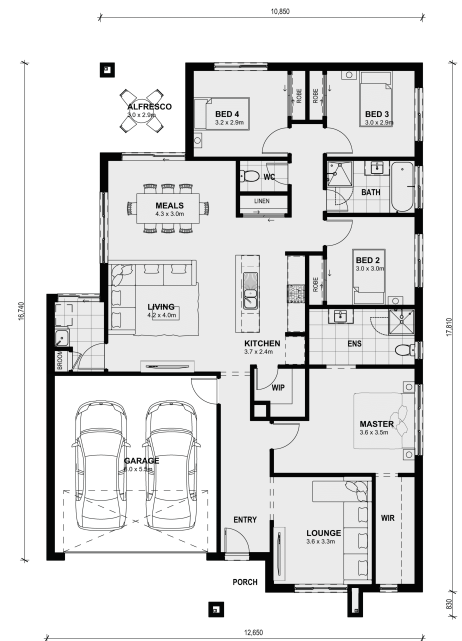 10,850
ALFRESCO
3.0 x 2.9m
BED 4
3.2 x 2.9m
ROBE
ROBE
BED 3
3.0 x 2.9m
WC
BATH
LINEN
MEALS
4.3 x 3.0m
BED 2
3.0 x 3.0m
ROBE
LIVING
4.2 x 4.0m
16,740
17,810
KITCHEN
3.7 x 2.4m
ENS
BROOM
WIP
MASTER
3.6 x 3.5m
GARAGE
6.0 x 5.5m
ENTRY
LOUNGE
3.6 x 3.3m
WIR
PORCH
830
12,650